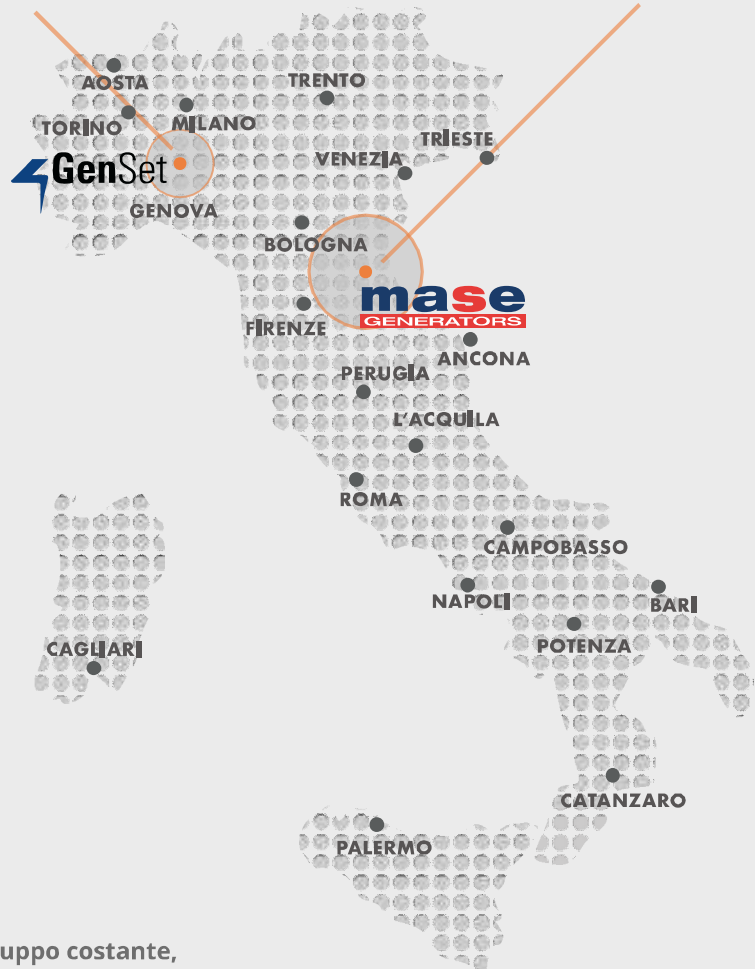 AOSTA
TRENTO
TORINO
MILANO
TRIESTE
VENEZIA
GenSet
GENOVA
BOLOGNA
mase
GENERATORS
FIRENZE
ANCONA
PERUGIA
L'ACQUILA
ROMA
CAMPOBASSO
NAPOLI
BARI
POTENZA
CAGLIARI
CATANZARO
PALERMO
uppo costante,